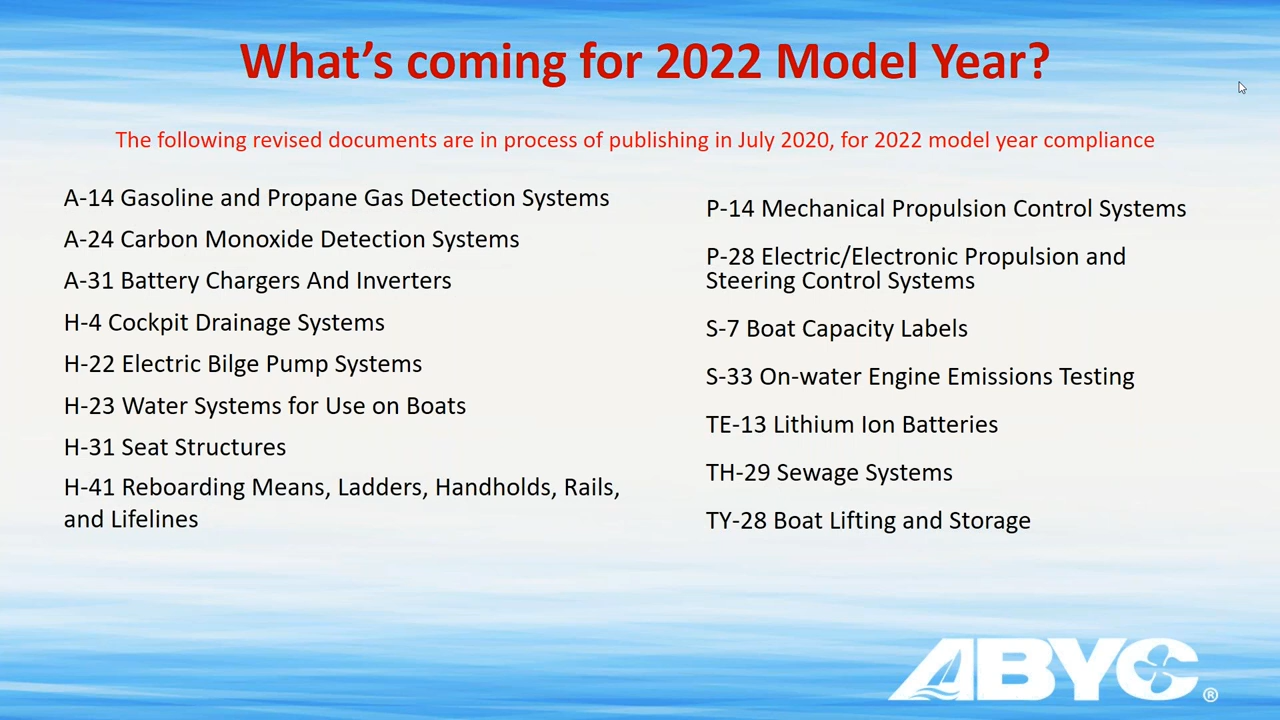 What's coming for 2022 Model Year?
The following revised documents are in process of publishing in July 2020, for 2022 model year compliance
A-14 Gasoline and Propane Gas Detection Systems
A-24 Carbon Monoxide Detection Systems
A-31 Battery Chargers And Inverters
H-4 Cockpit Drainage Systems
H-22 Electric Bilge Pump Systems
H-23 Water Systems for Use on Boats
H-31 Seat Structures
H-41 Reboarding Means, Ladders, Handholds, Rails,
and Lifelines
P-14 Mechanical Propulsion Control Systems
P-28 Electric/Electronic Propulsion and
Steering Control Systems
S-7 Boat Capacity Labels
S-33 On-water Engine Emissions Testing
TE-13 Lithium Ion Batteries
TH-29 Sewage Systems
TY-28 Boat Lifting and Storage
ABYC®